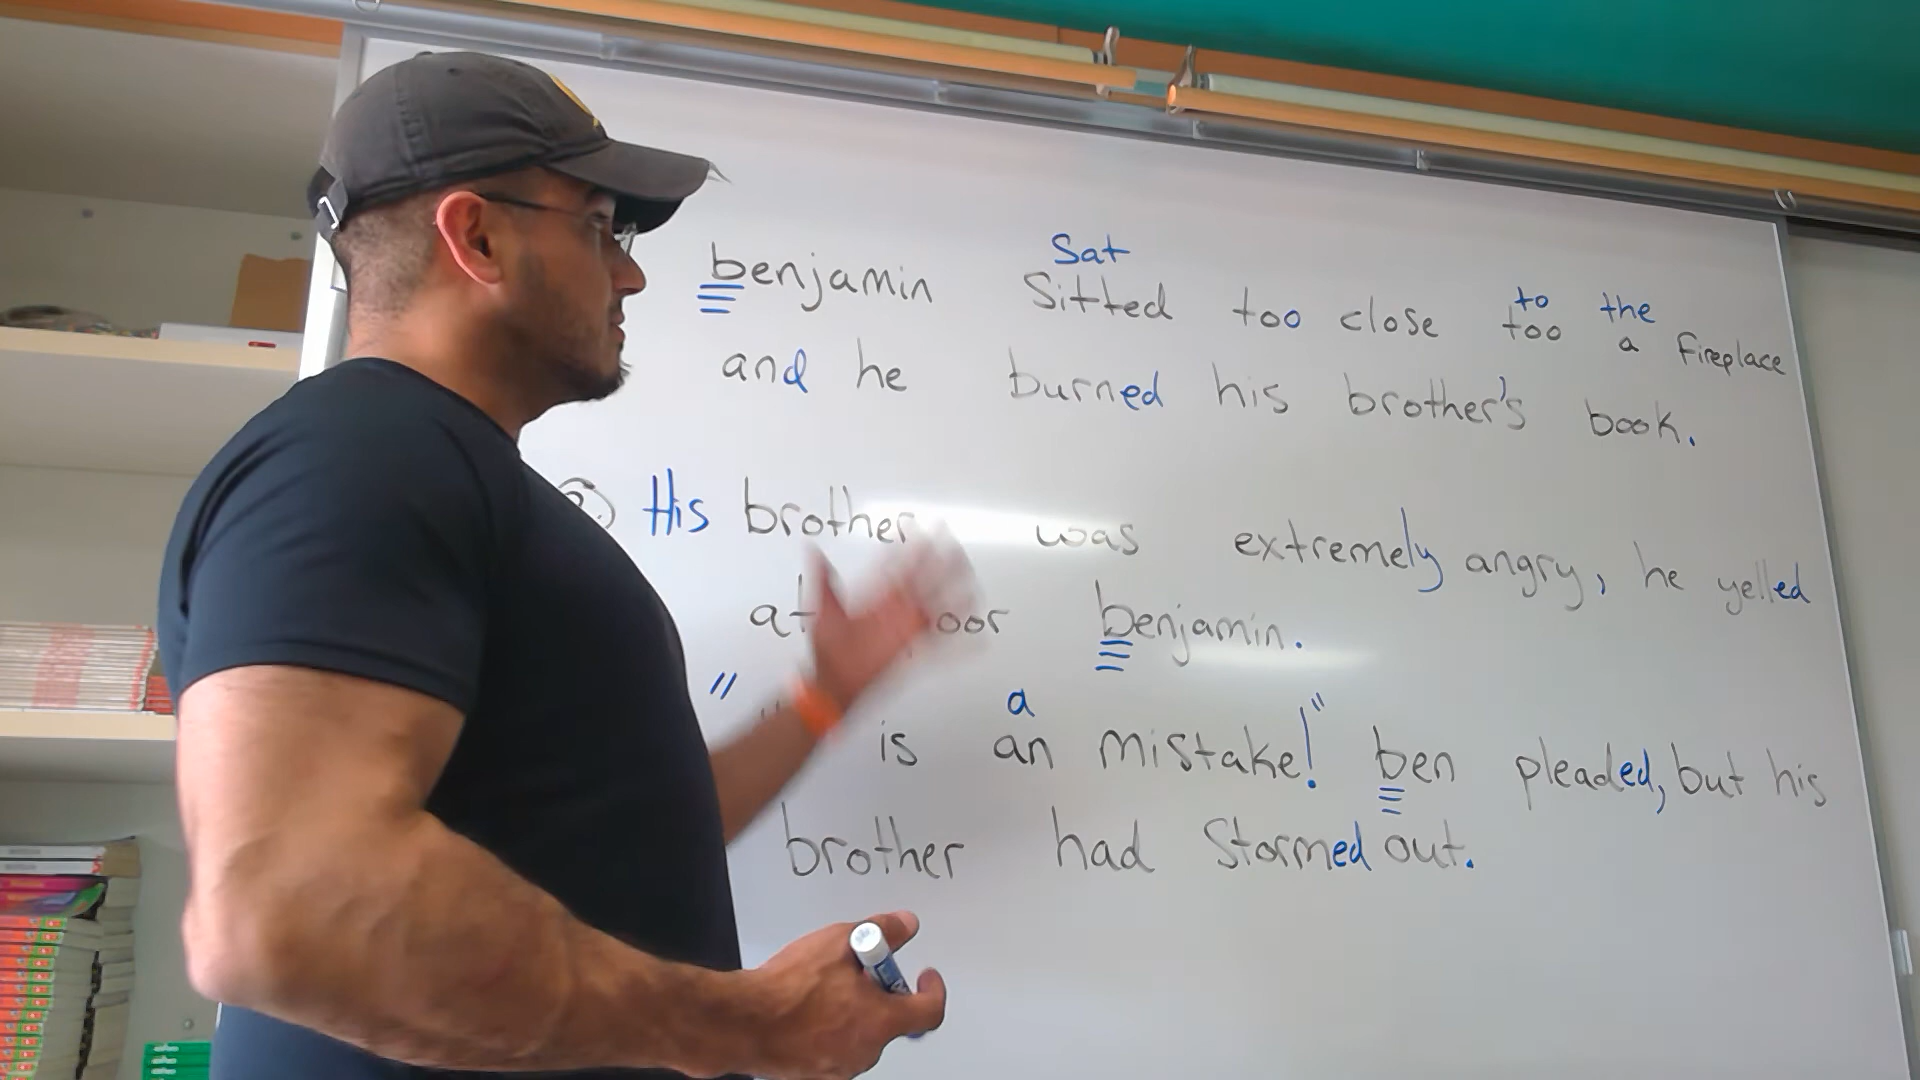 Sat
benjamin Sitted too close too a fireplace
to the
and he burned his brother's book.
His brother was extremely angry, he yelled
at benjamin.
" a
is an mistake!" ben pleaded, but his
brother had stormed out.